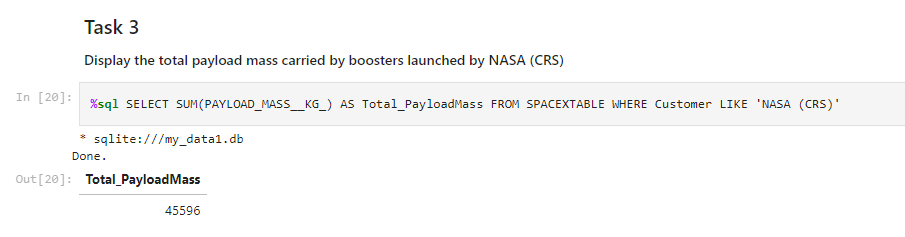 Task 3
Display the total payload mass carried by boosters launched by NASA (CRS)
In [20]: %sql SELECT SUM(PAYLOAD_MASS__KG_) AS Total_PayloadMass FROM SPACEXTABLE WHERE Customer LIKE 'NASA (CRS)'
* sqlite:///my_data1.db
Done.
Out[20]: Total_PayloadMass
45596